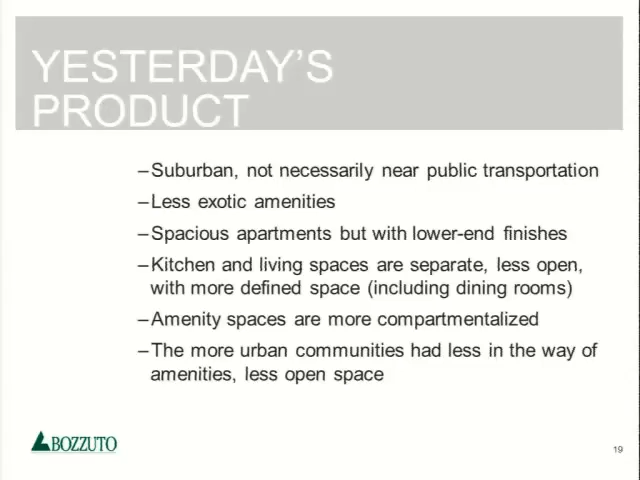 YESTERDAY'S
PRODUCT
–Suburban, not necessarily near public transportation
–Less exotic amenities
–Spacious apartments but with lower-end finishes
–Kitchen and living spaces are separate, less open,
with more defined space (including dining rooms)
–Amenity spaces are more compartmentalized
–The more urban communities had less in the way of
amenities, less open space
BOZZUTO
19